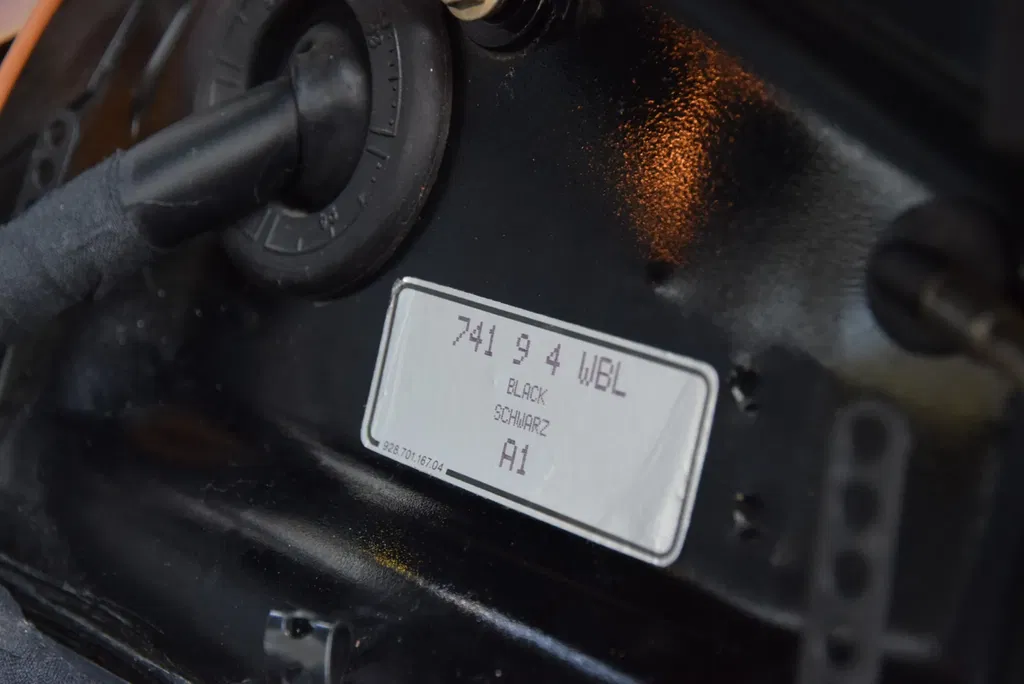 741 9 4 WBL
BLACK
SCHWARZ
A1
928.701.167.04